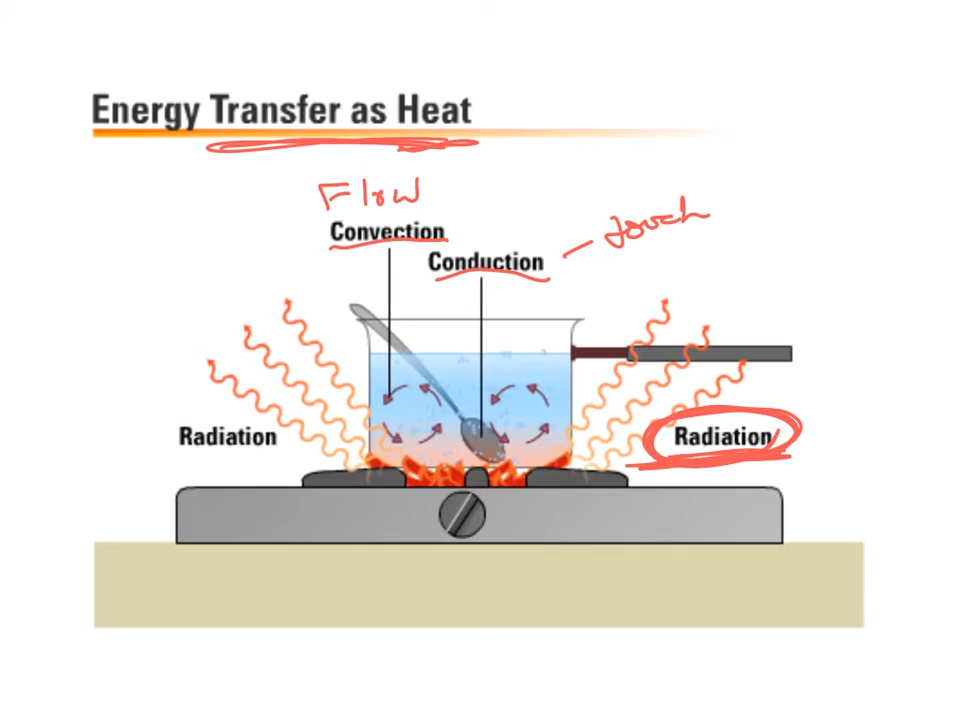 Energy Transfer as Heat
Flow
Convection
touch
Conduction
Radiation
Radiation